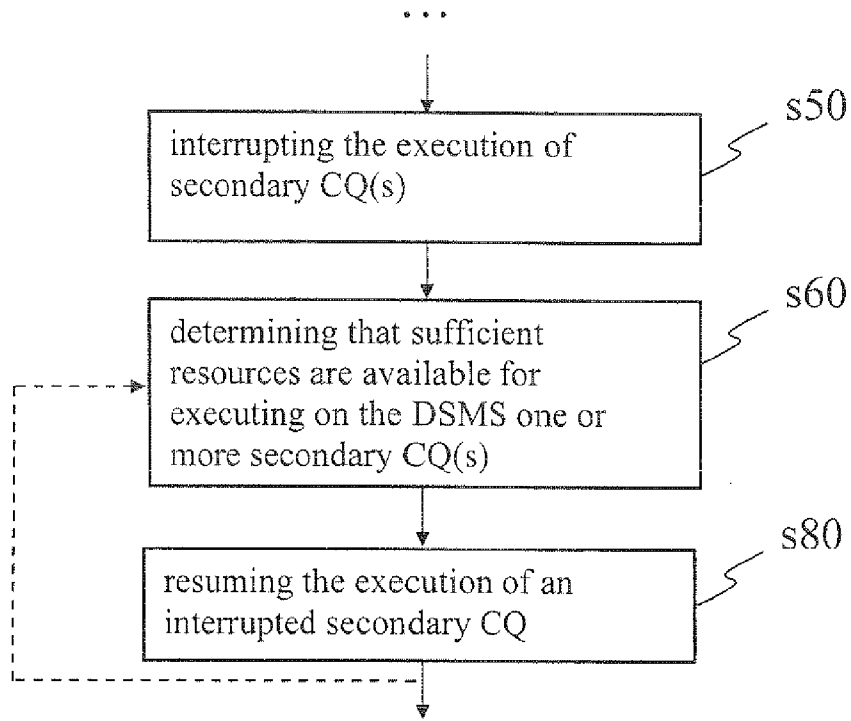 ...
s50
interrupting the execution of
secondary CQ(s)
s60
determining that sufficient
resources are available for
executing on the DSMS one or
more secondary CQ(s)
s80
resuming the execution of an
interrupted secondary CQ